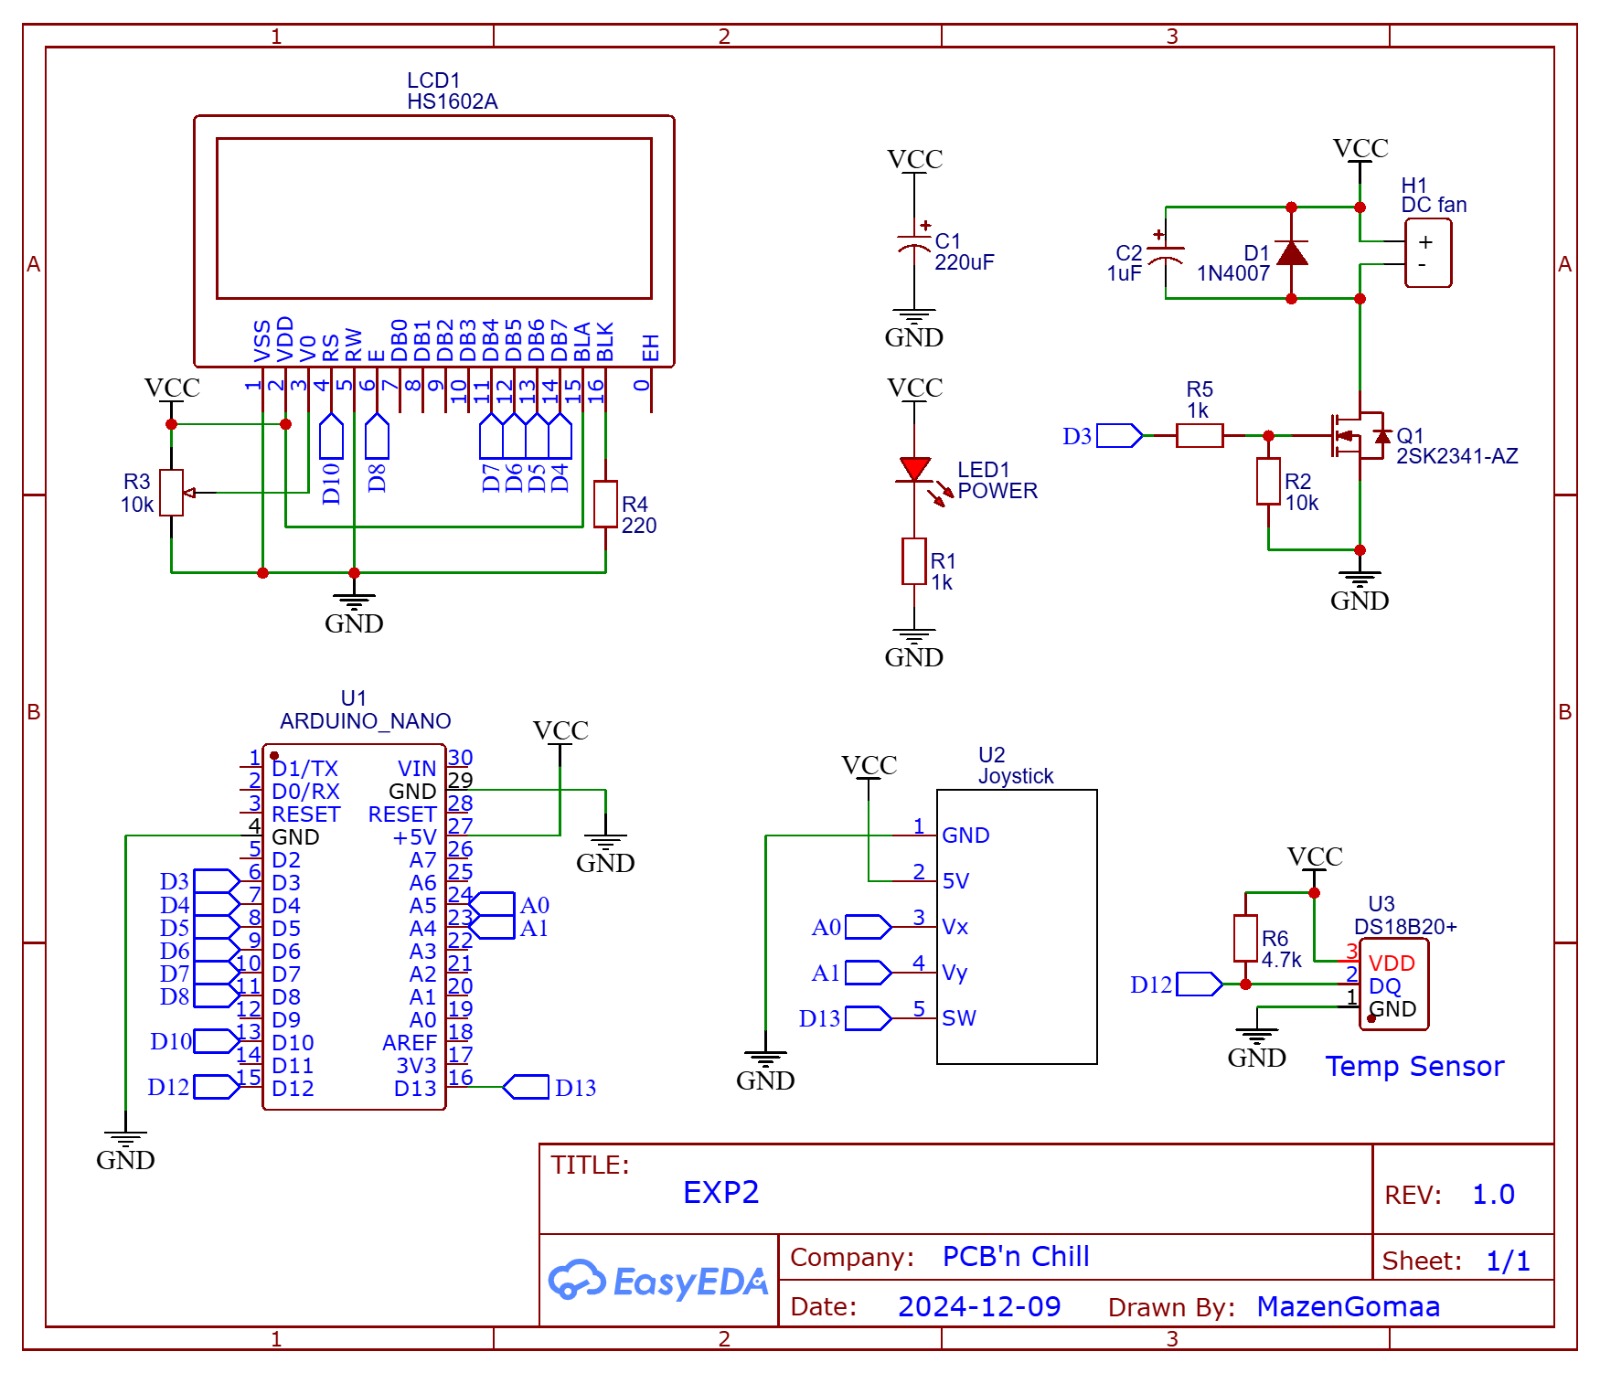 1
2
3
A
A
LCD1
HS1602A
VSS
VDD
V0
RS
RW
E
DB0
DB1
DB2
DB3
DB4
DB5
DB6
DB7
BLA
BLK
EH
1
2
3
4
5
6
7
8
9
10
11
12
13
14
15
16
0
VCC
R3
10k
D10
D8
D7
D6
D5
D4
R4
220
GND
VCC
+
C1
220uF
GND
VCC
LED1
POWER
R1
1k
GND
VCC
H1
DC fan
+
-
+
C2
1uF
D1
1N4007
R5
1k
D3
Q1
2SK2341-AZ
R2
10k
GND
B
B
U1
ARDUINO_NANO
1 D1/TX
2 D0/RX
3 RESET
4 GND
5 D2
D3 6 D3
D4 7 D4
D5 8 D5
D6 9 D6
D7 10 D7
D8 11 D8
12 D9
D10 13 D10
14 D11
D12 15 D12
GND
VIN 30
GND 29
RESET 28
+5V 27
A7 26
A6 25
A5 24 A0
A4 23 A1
A3 22
A2 21
A1 20
A0 19
AREF 18
3V3 17
D13 16 D13
VCC
GND
VCC
U2
Joystick
1 GND
2 5V
A0 3 Vx
A1 4 Vy
D13 5 SW
GND
VCC
U3
DS18B20+
R6
4.7k
D12
3 VDD
2 DQ
1 GND
GND
Temp Sensor
TITLE:
EXP2
REV: 1.0
EasyEDA
Company: PCB'n Chill
Sheet: 1/1
Date: 2024-12-09 Drawn By: MazenGomaa
1
2
3